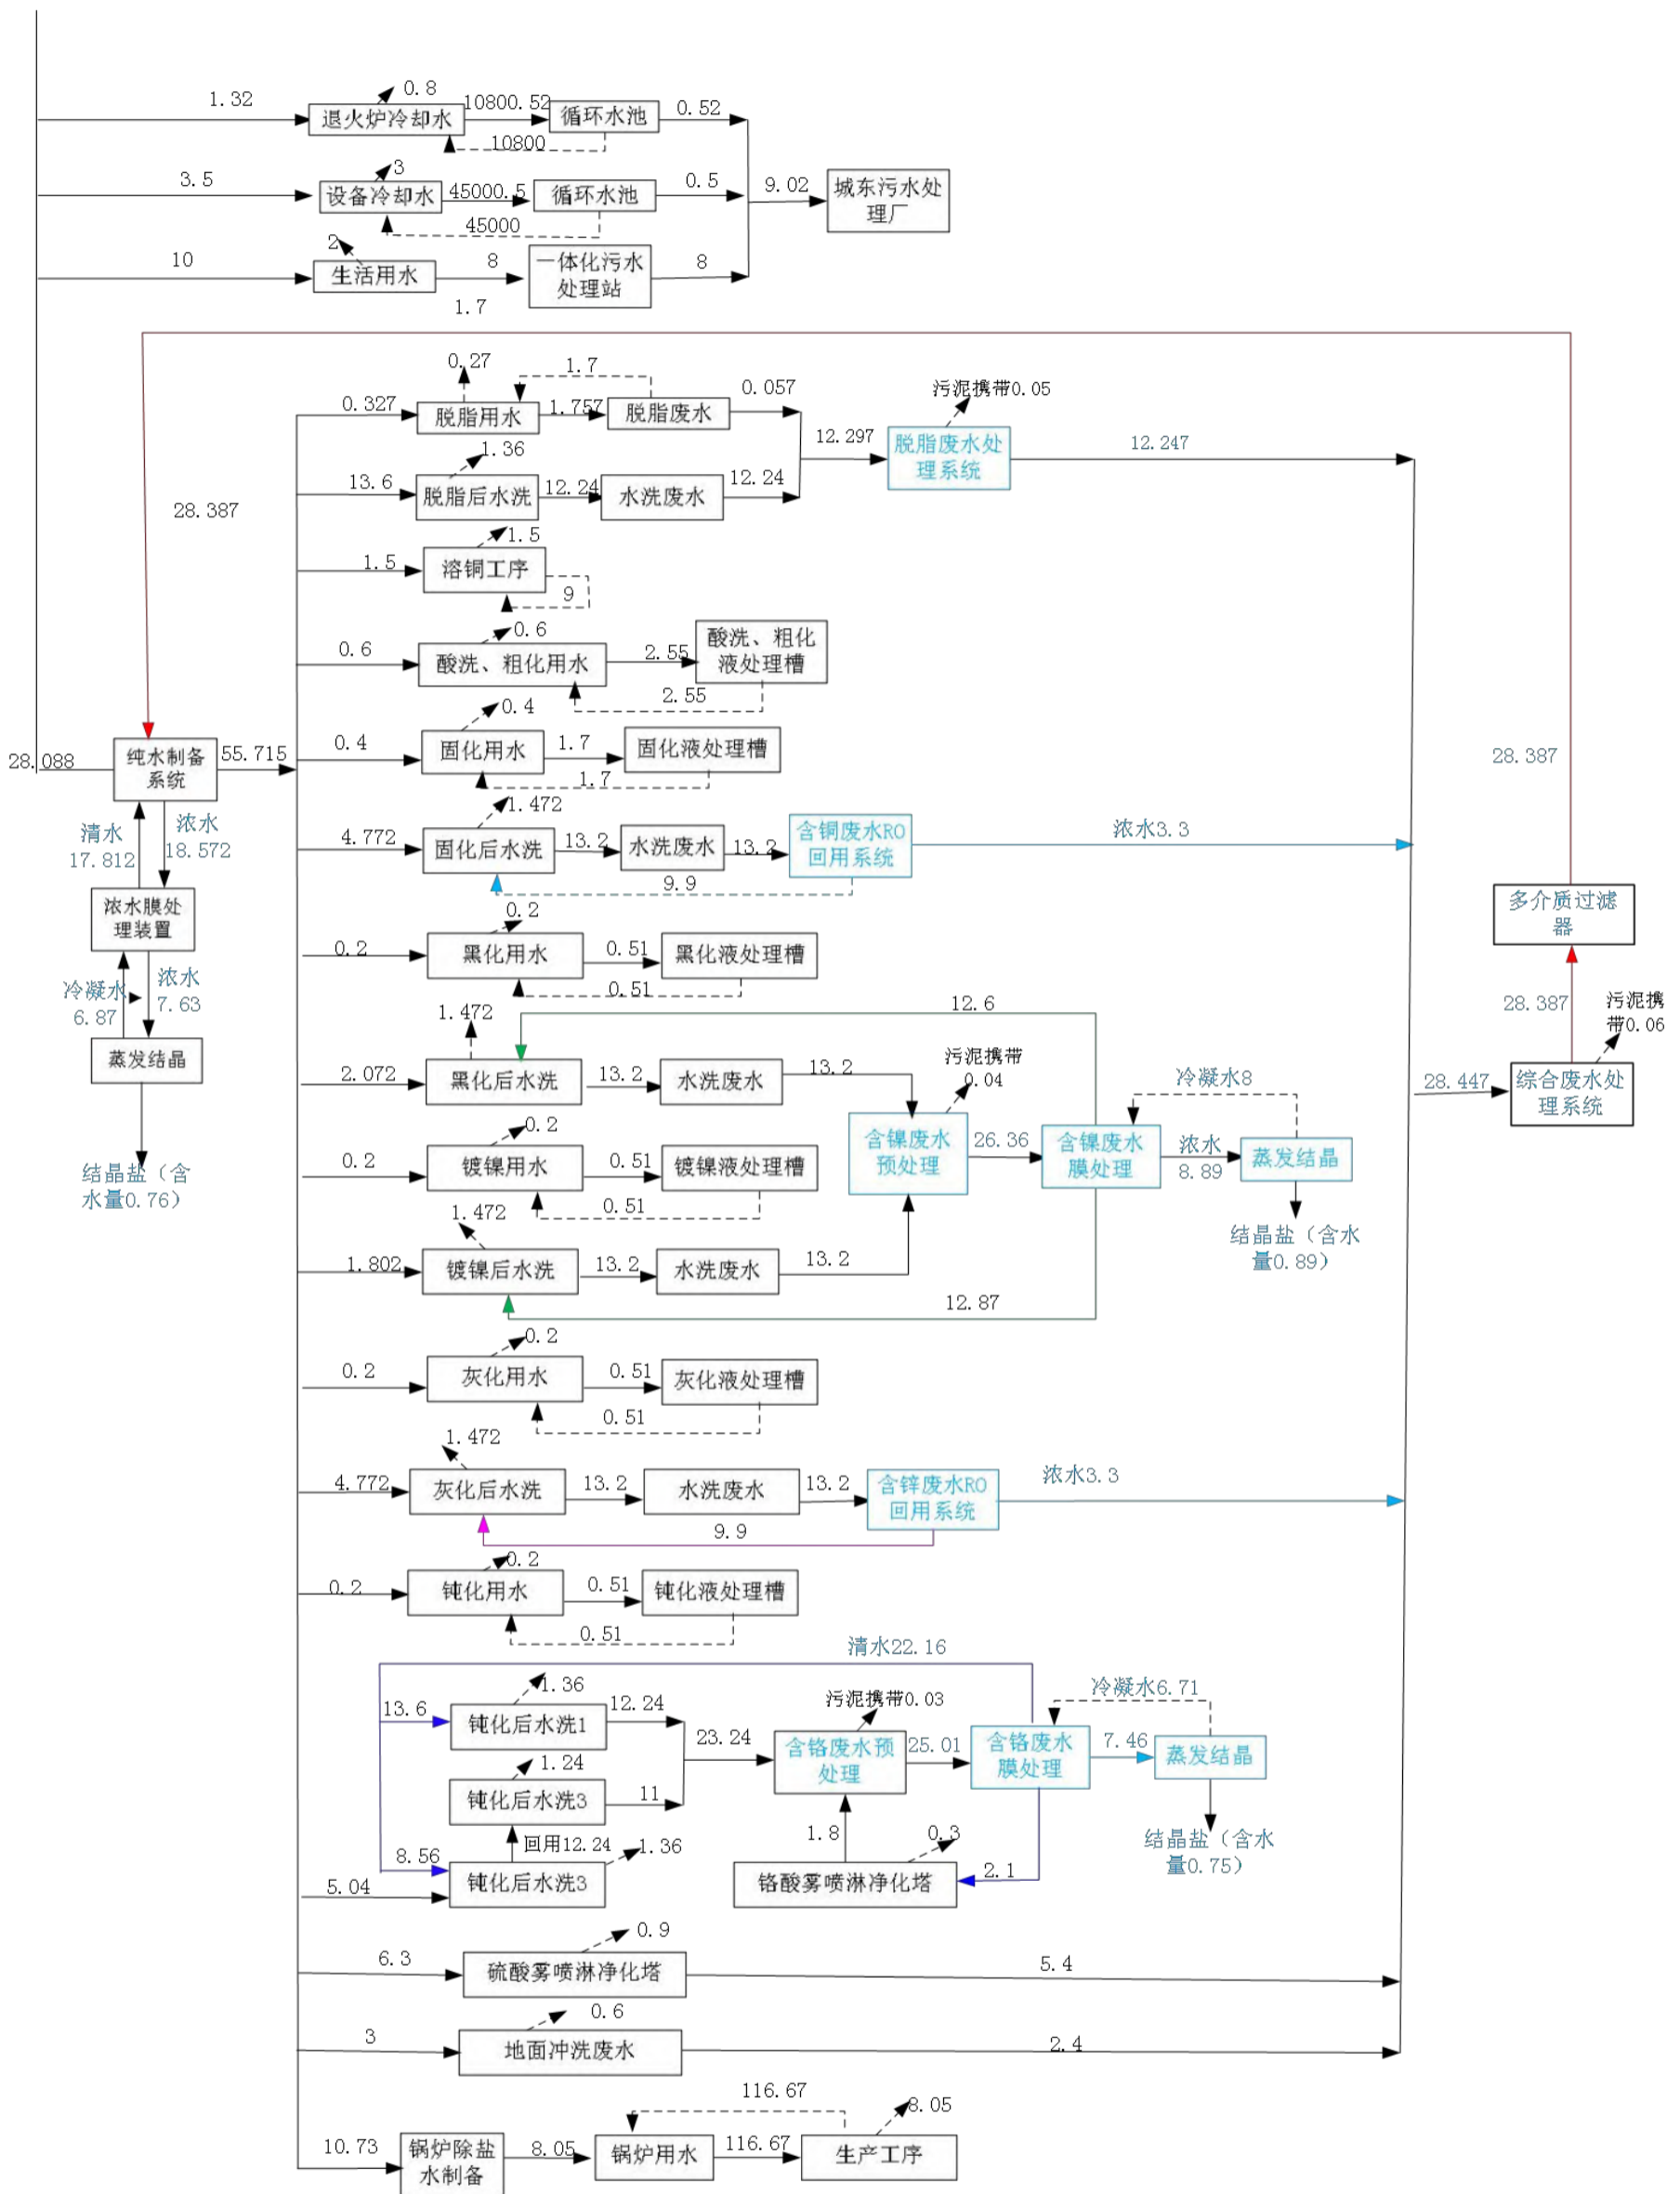 1.32
0.8
退火炉冷却水
10800.52
循环水池
0.52
10800
3.5
3
设备冷却水
45000.5
循环水池
0.5
45000
9.02
城东污水处
理厂
10
2
生活用水
8
一体化污水
处理站
8
1.7
28.387
0.327
0.27
脱脂用水
1.7
1.757
脱脂废水
0.057
13.6
1.36
脱脂后水洗
12.24
水洗废水
12.24
12.297
污泥携带0.05
脱脂废水处
理系统
12.247
1.5
1.5
溶铜工序
9
0.6
0.6
酸洗、粗化用水
2.55
酸洗、粗化
液处理槽
2.55
28.088
纯水制备
系统
55.715
0.4
0.4
固化用水
1.7
固化液处理槽
1.7
28.387
清水
17.812
浓水
18.572
4.772
1.472
固化后水洗
13.2
水洗废水
13.2
含铜废水RO
回用系统
9.9
浓水3.3
浓水膜处
理装置
多介质过滤
器
0.2
0.2
黑化用水
0.51
黑化液处理槽
0.51
冷凝水
6.87
浓水
7.63
蒸发结晶
结晶盐（含
水量0.76）
2.072
1.472
黑化后水洗
13.2
水洗废水
13.2
12.6
污泥携带
0.04
含镍废水
预处理
26.36
含镍废水
膜处理
浓水
8.89
冷凝水8
蒸发结晶
结晶盐（含水
量0.89）
28.447
28.387
污泥携
带0.06
综合废水处
理系统
0.2
0.2
镀镍用水
0.51
镀镍液处理槽
0.51
1.802
1.472
镀镍后水洗
13.2
水洗废水
13.2
12.87
0.2
0.2
灰化用水
0.51
灰化液处理槽
0.51
4.772
1.472
灰化后水洗
13.2
水洗废水
13.2
含锌废水RO
回用系统
9.9
浓水3.3
0.2
0.2
钝化用水
0.51
钝化液处理槽
0.51
清水22.16
13.6
1.36
钝化后水洗1
12.24
1.24
钝化后水洗3
11
23.24
污泥携带0.03
含铬废水预
处理
25.01
含铬废水
膜处理
冷凝水6.71
7.46
蒸发结晶
结晶盐（含水
量0.75）
回用12.24
8.56
5.04
1.36
钝化后水洗3
1.8
0.3
铬酸雾喷淋净化塔
2.1
6.3
0.9
硫酸雾喷淋净化塔
5.4
3
0.6
地面冲洗废水
2.4
10.73
锅炉除盐
水制备
8.05
锅炉用水
116.67
116.67
生产工序
8.05